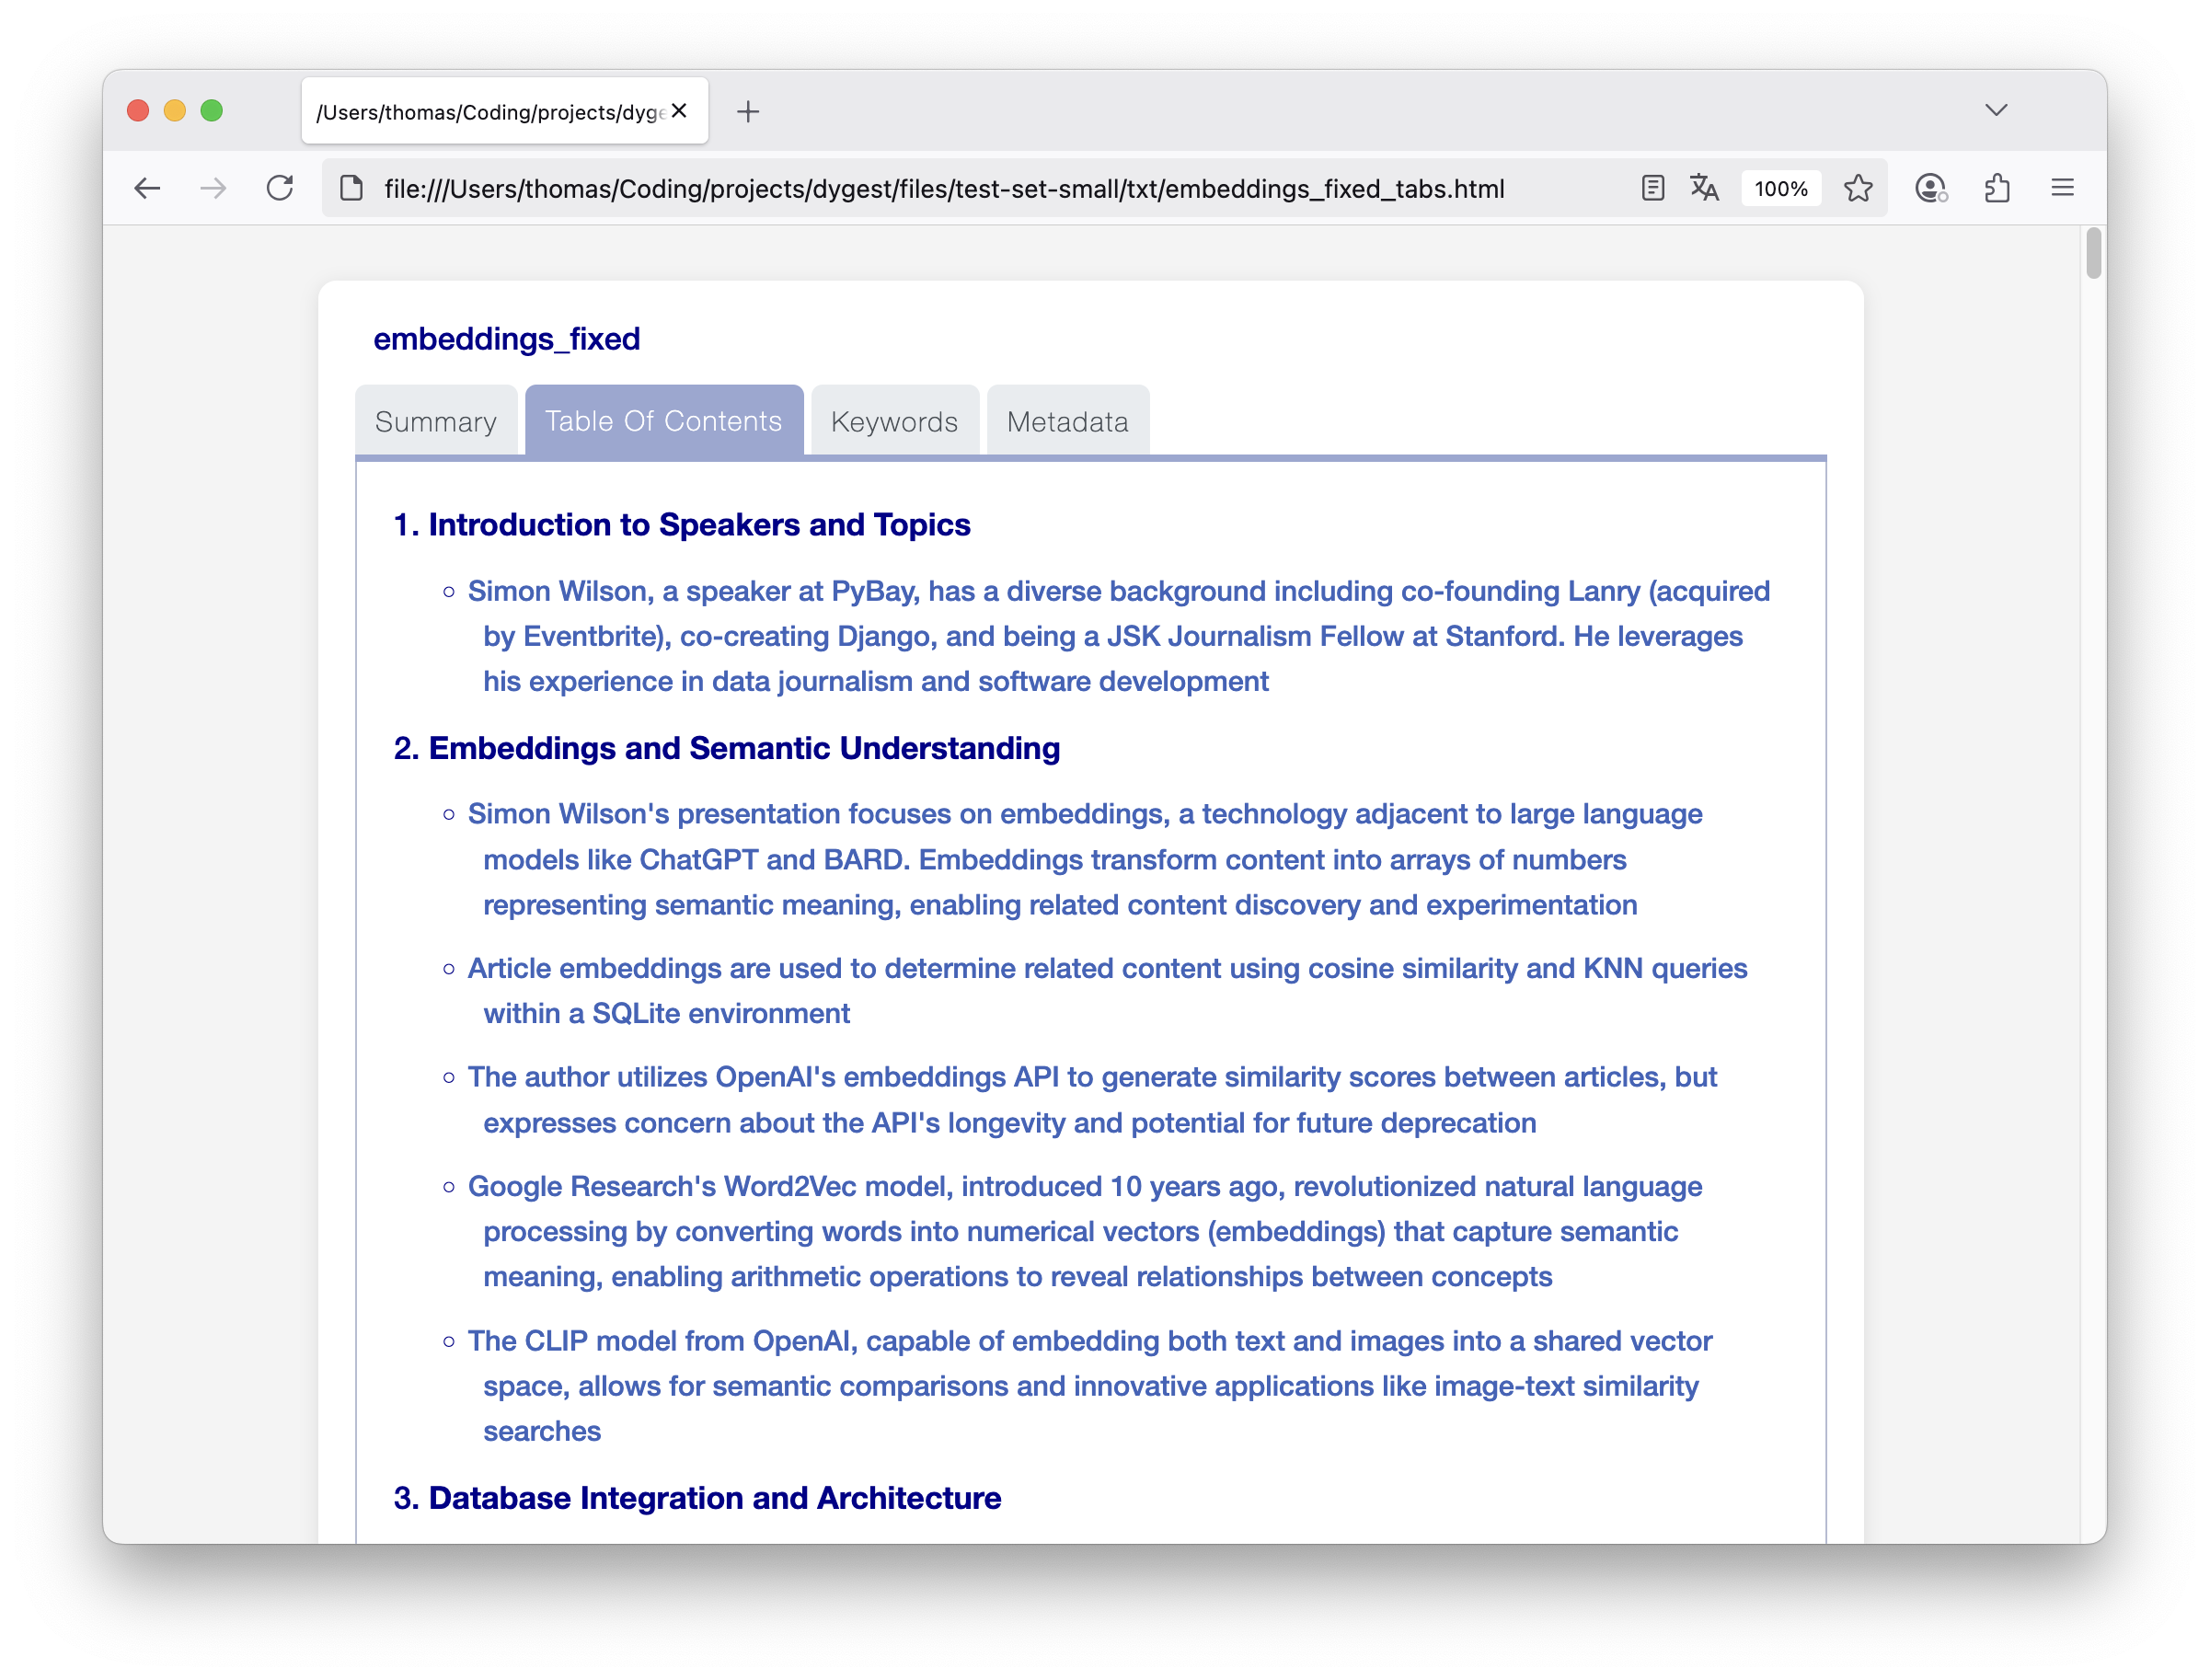 /Users/thomas/Coding/projects/dyge
file:///Users/thomas/Coding/projects/dygest/files/test-set-small/txt/embeddings_fixed_tabs.html
100%
embeddings_fixed
Summary
Table Of Contents
Keywords
Metadata
1. Introduction to Speakers and Topics
Simon Wilson, a speaker at PyBay, has a diverse background including co-founding Lanry (acquired
by Eventbrite), co-creating Django, and being a JSK Journalism Fellow at Stanford. He leverages
his experience in data journalism and software development
2. Embeddings and Semantic Understanding
Simon Wilson's presentation focuses on embeddings, a technology adjacent to large language
models like ChatGPT and BARD. Embeddings transform content into arrays of numbers
representing semantic meaning, enabling related content discovery and experimentation
Article embeddings are used to determine related content using cosine similarity and KNN queries
within a SQLite environment
The author utilizes OpenAI's embeddings API to generate similarity scores between articles, but
expresses concern about the API's longevity and potential for future deprecation
Google Research's Word2Vec model, introduced 10 years ago, revolutionized natural language
processing by converting words into numerical vectors (embeddings) that capture semantic
meaning, enabling arithmetic operations to reveal relationships between concepts
The CLIP model from OpenAI, capable of embedding both text and images into a shared vector
space, allows for semantic comparisons and innovative applications like image-text similarity
searches
3. Database Integration and Architecture